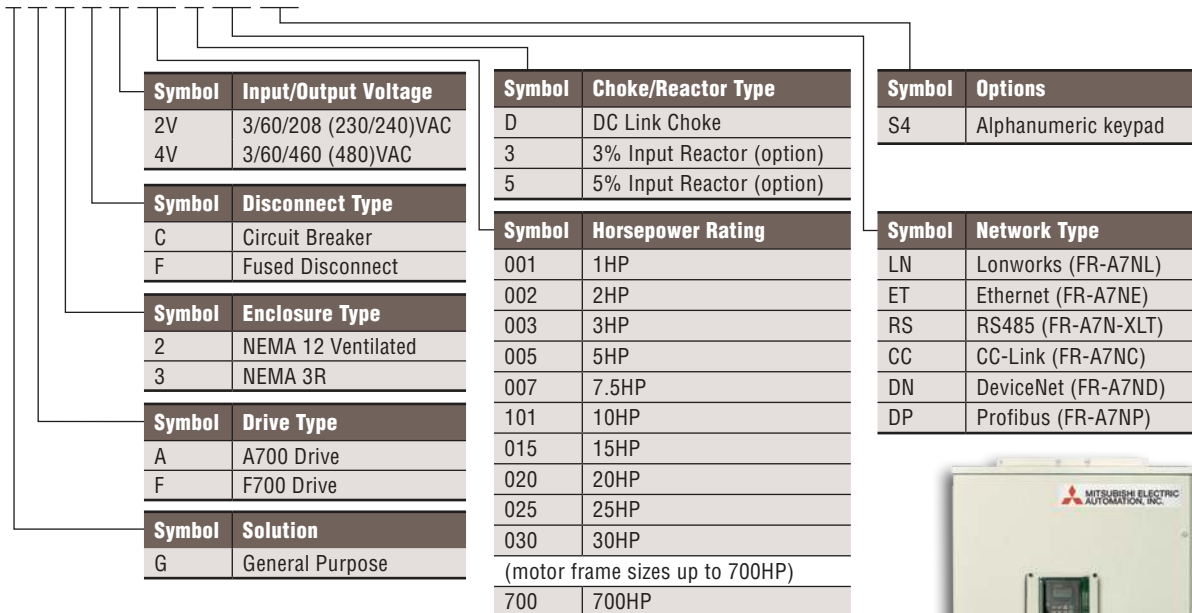 Symbol Input/Output Voltage
2V 3/60/208 (230/240)VAC
4V 3/60/460 (480)VAC
Symbol Disconnect Type
C Circuit Breaker
F Fused Disconnect
Symbol Enclosure Type
2 NEMA 12 Ventilated
3 NEMA 3R
Symbol Drive Type
A A700 Drive
F F700 Drive
Symbol Solution
G General Purpose
Symbol Choke/Reactor Type
D DC Link Choke
3 3% Input Reactor (option)
5 5% Input Reactor (option)
Symbol Horsepower Rating
001 1HP
002 2HP
003 3HP
005 5HP
007 7.5HP
101 10HP
015 15HP
020 20HP
025 25HP
030 30HP
(motor frame sizes up to 700HP)
700 700HP
Symbol Options
S4 Alphanumeric keypad
Symbol Network Type
LN Lonworks (FR-A7NL)
ET Ethernet (FR-A7NE)
RS RS485 (FR-A7N-XLT)
CC CC-Link (FR-A7NC)
DN DeviceNet (FR-A7ND)
DP Profibus (FR-A7NP)
MITSUBISHI ELECTRIC
AUTOMATION, INC.